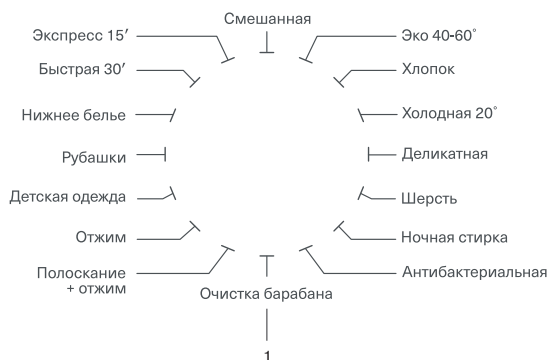 Смешанная
Экспресс 15′
Эко 40-60°
Быстрая 30′
Хлопок
Нижнее белье
Холодная 20°
Рубашки
Деликатная
Детская одежда
Шерсть
Отжим
Ночная стирка
Полоскание
+ отжим
Антибактериальная
Очистка барабана
1